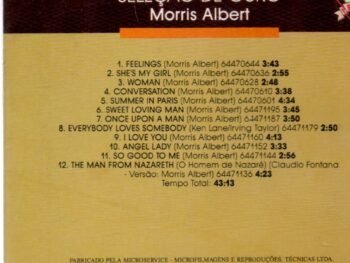 SELEÇÃO DE OURO
Morris Albert
1. FEELINGS (Morris Albert) 64470644 3:43
2. SHE'S MY GIRL (Morris Albert) 64470636 2:55
3. WOMAN (Morris Albert) 64470628 2:48
4. CONVERSATION (Morris Albert) 64470610 3:38
5. SUMMER IN PARIS (Morris Albert) 64470601 4:34
6. SWEET LOVING MAN (Morris Albert) 64471195 3:45
7. ONCE UPON A MAN (Morris Albert) 64471187 3:50
8. EVERYBODY LOVES SOMEBODY (Ken Lane/Irving Taylor) 64471179 2:50
9. I LOVE YOU (Morris Albert) 64471160 4:13
10. ANGEL LADY (Morris Albert) 64471152 3:33
11. SO GOOD TO ME (Morris Albert) 64471144 2:56
12. THE MAN FROM NAZARETH (O Homem de Nazaré) (Claudio Fontana
- Versão: Morris Albert) 64471136 4:23
Tempo Total: 43:13
FABRICADO PELA MICROSERVICE - MICROFILMAGENS E REPRODUÇÕES. TÉCNICAS LTDA.